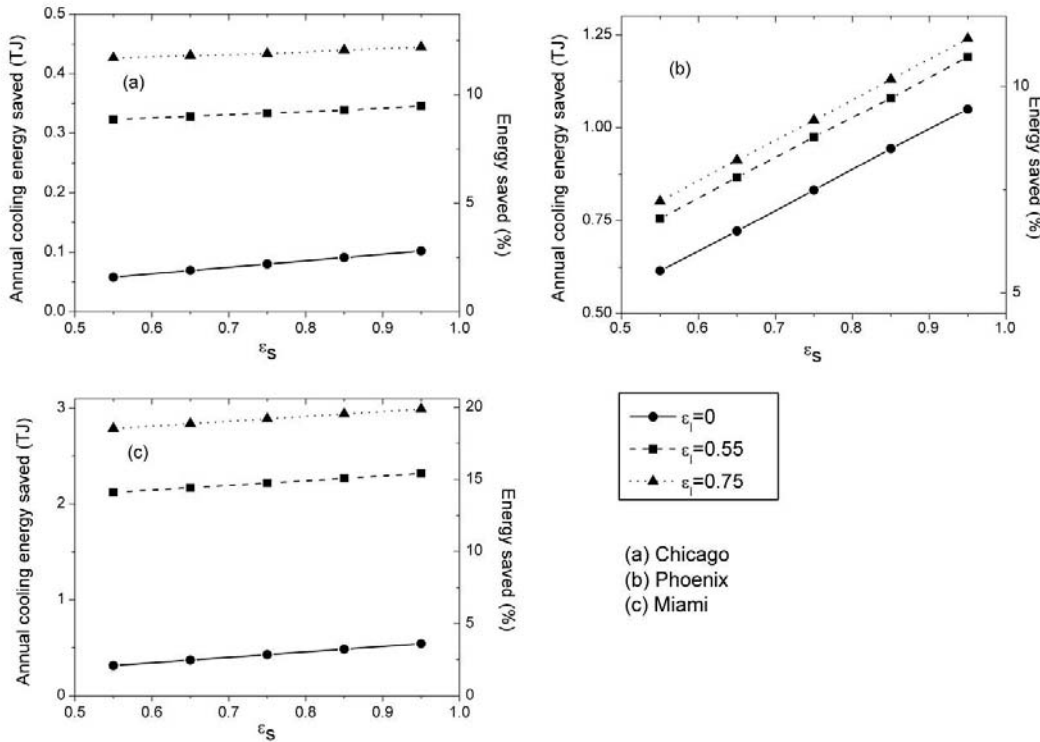 Annual cooling energy saved (TJ)
0.5
0.4
0.3
0.2
0.1
0.0
(a)
10
5
0
Energy saved (%)
0.5 0.6 0.7 0.8 0.9 1.0
εS
Annual cooling energy saved (TJ)
1.25
1.00
0.75
0.50
(b)
10
5
Energy saved (%)
0.5 0.6 0.7 0.8 0.9 1.0
εS
Annual cooling energy saved (TJ)
3
2
1
0
(c)
20
15
10
5
0
Energy saved (%)
0.5 0.6 0.7 0.8 0.9 1.0
εS
εl=0
εl=0.55
εl=0.75
(a) Chicago
(b) Phoenix
(c) Miami